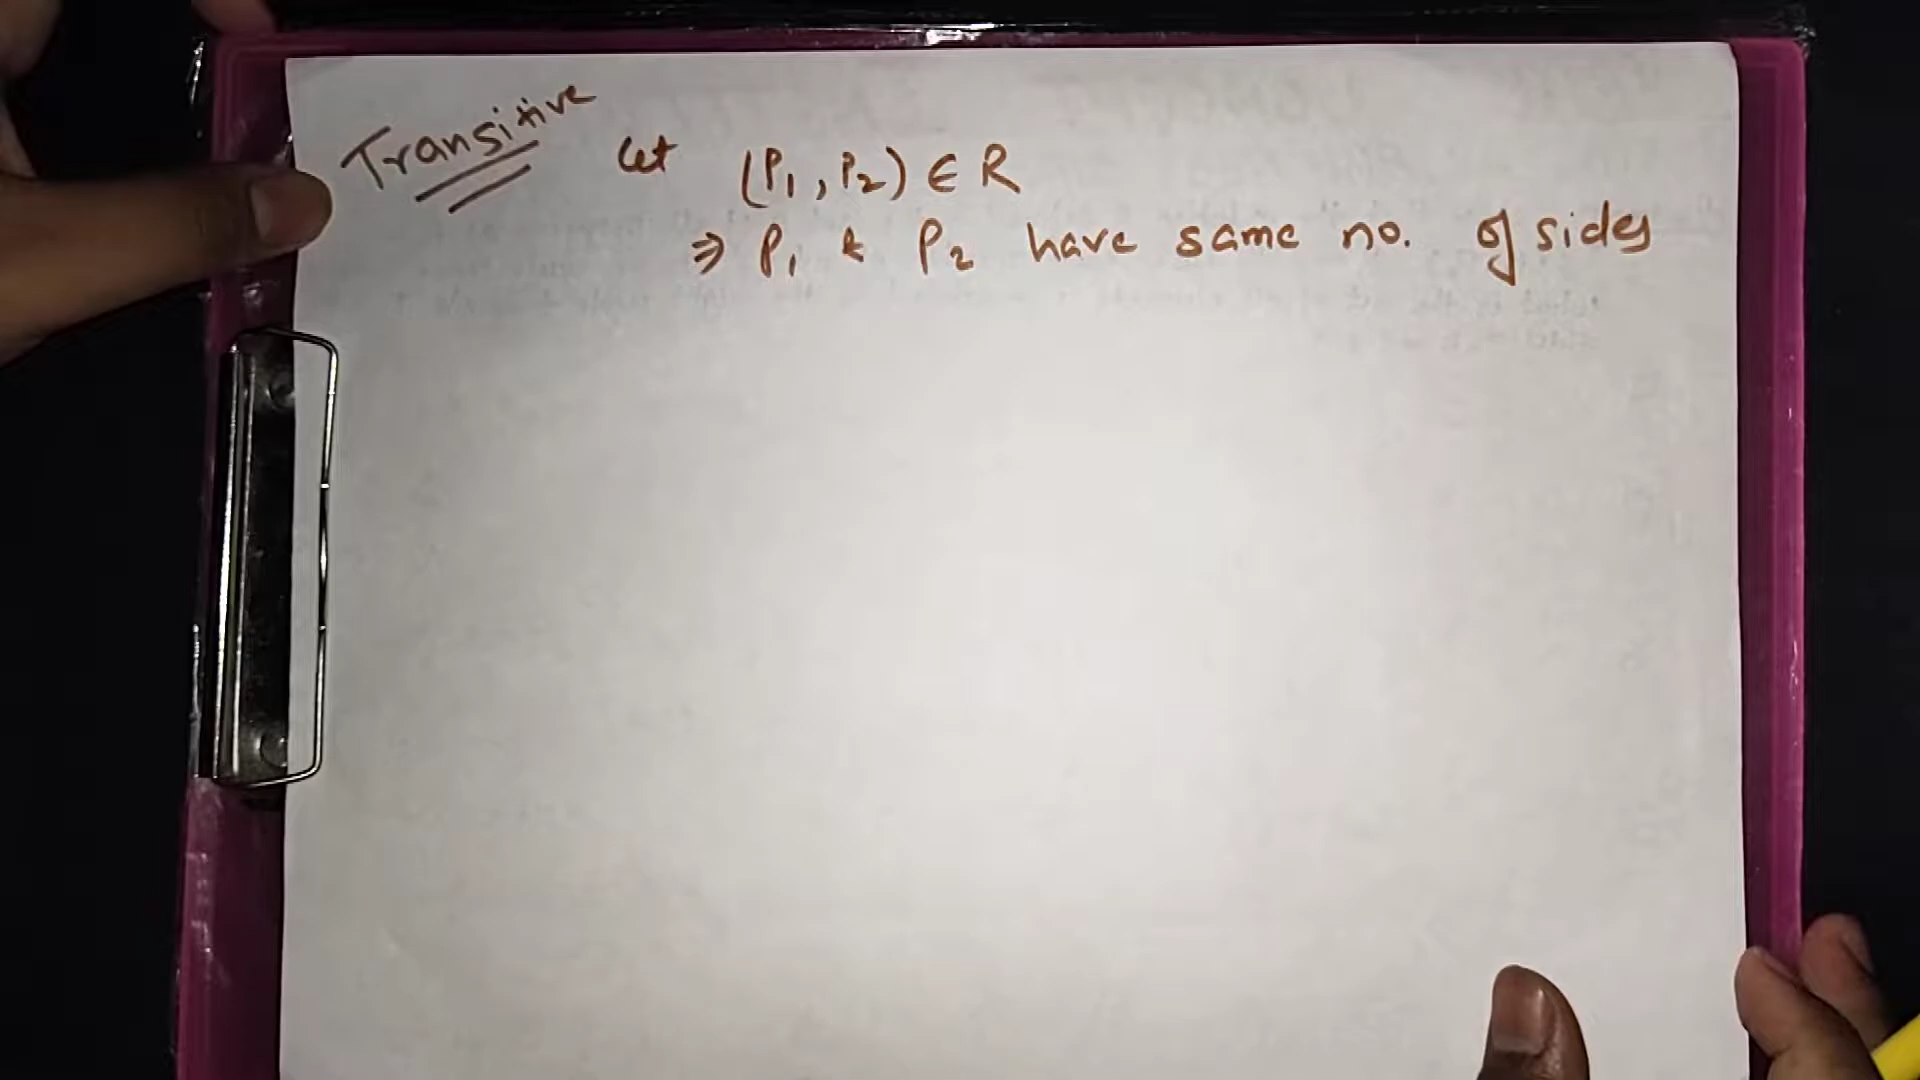 Transitive Let (P₁, P₂) ∈ R
⇒ P₁ & P₂ have same no. of sides